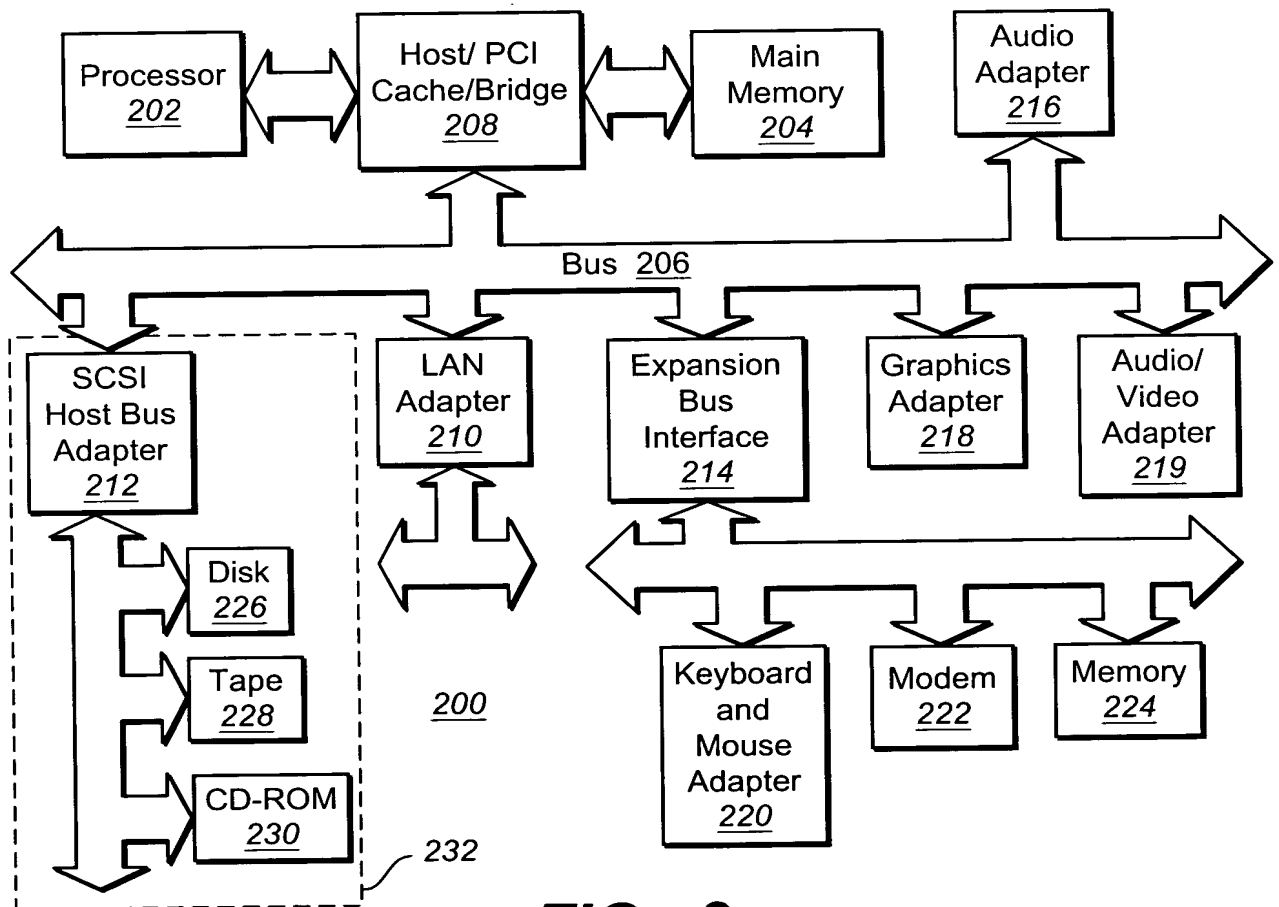 Processor
202
Host/ PCI
Cache/Bridge
208
Main
Memory
204
Audio
Adapter
216
Bus 206
SCSI
Host Bus
Adapter
212
LAN
Adapter
210
Expansion
Bus
Interface
214
Graphics
Adapter
218
Audio/
Video
Adapter
219
Disk
226
Tape
228
CD-ROM
230
200
Keyboard
and
Mouse
Adapter
220
Modem
222
Memory
224
232